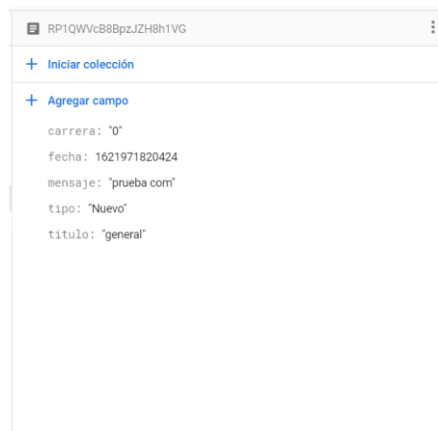 RP1QWVcB8BpzJZH8h1VG
Iniciar colección
Agregar campo
carrera: "0"
fecha: 1621971820424
mensaje: "prueba com"
tipo: "Nuevo"
titulo: "general"